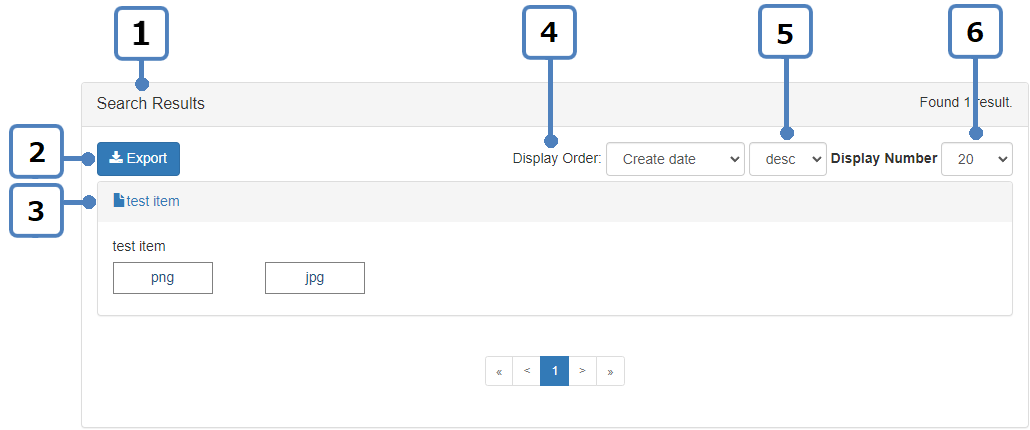 1
4
5
6
Search Results
Found 1 result.
2
Export
Display Order: Create date desc Display Number 20
3
test item
test item
png jpg
« < 1 > »